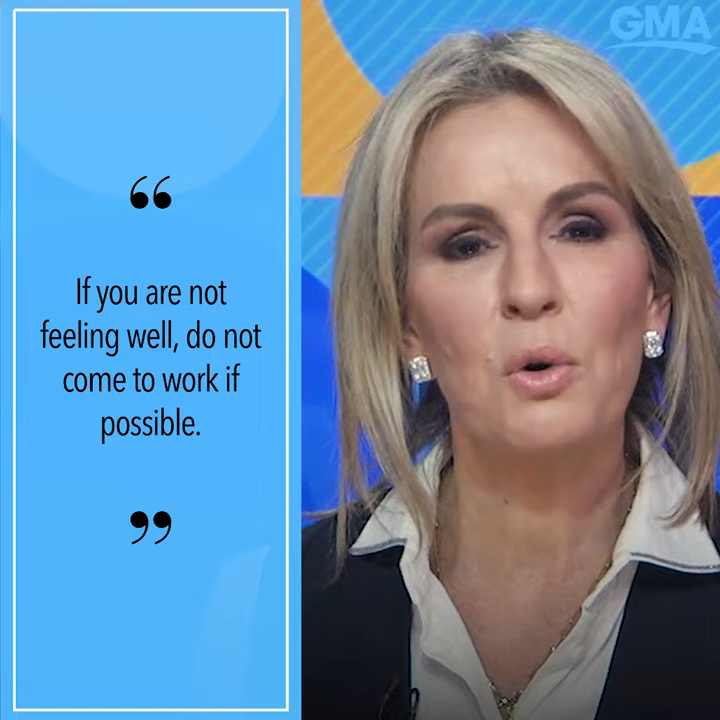 GMA
“
If you are not
feeling well, do not
come to work if
possible.
”